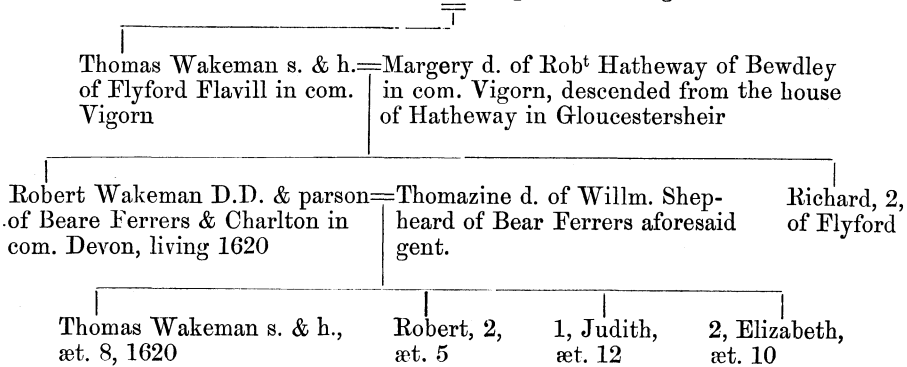 Thomas Wakeman s. & h.=Margery d. of Robt Hatheway of Bewdley
of Flyford Flavill in com. in com. Vigorn, descended from the house
Vigorn of Hatheway in Gloucestersheir
Robert Wakeman D.D. & parson=Thomazine d. of Willm. Shep- Richard, 2,
of Beare Ferrers & Charlton in heard of Bear Ferrers aforesaid of Flyford
com. Devon, living 1620 gent.
Thomas Wakeman s. & h., Robert, 2, 1, Judith, 2, Elizabeth,
æt. 8, 1620 æt. 5 æt. 12 æt. 10